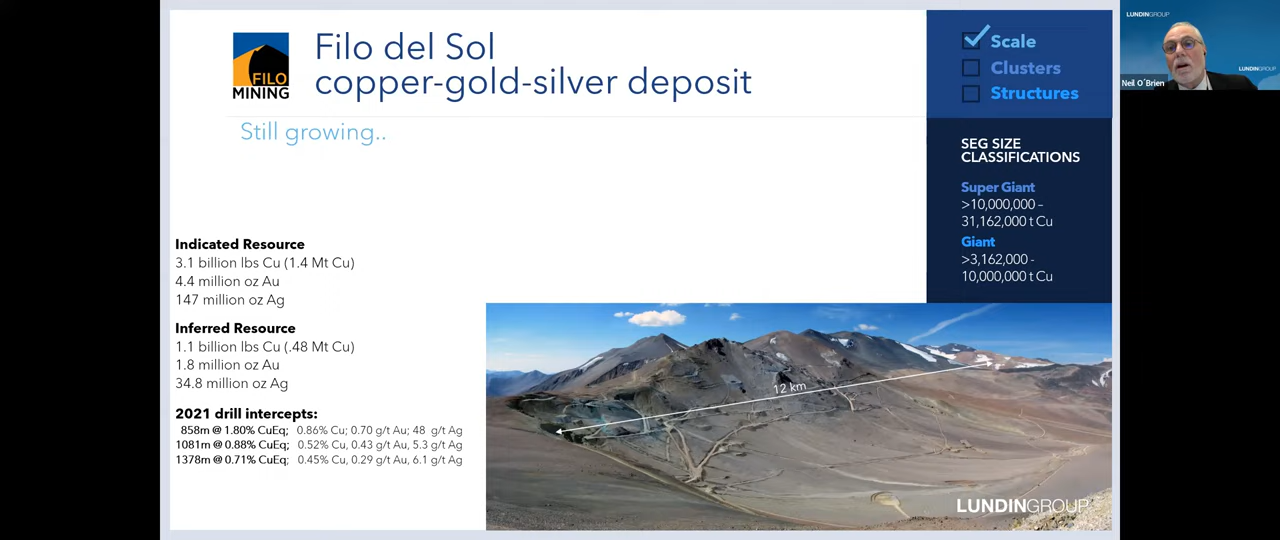 FILO
MINING
Filo del Sol
copper-gold-silver deposit
Still growing..
Scale
Clusters
Structures
SEG SIZE
CLASSIFICATIONS
Super Giant
>10,000,000 –
31,162,000 t Cu
Giant
>3,162,000 -
10,000,000 t Cu
Indicated Resource
3.1 billion lbs Cu (1.4 Mt Cu)
4.4 million oz Au
147 million oz Ag
Inferred Resource
1.1 billion lbs Cu (.48 Mt Cu)
1.8 million oz Au
34.8 million oz Ag
2021 drill intercepts:
858m @ 1.80% CuEq; 0.86% Cu; 0.70 g/t Au; 48 g/t Ag
1081m @ 0.88% CuEq; 0.52% Cu, 0.43 g/t Au, 5.3 g/t Ag
1378m @ 0.71% CuEq; 0.45% Cu, 0.29 g/t Au, 6.1 g/t Ag
12 km
LUNDINGROUP
LUNDINGROUP
LUNDINGROUP
Neil O´Brien